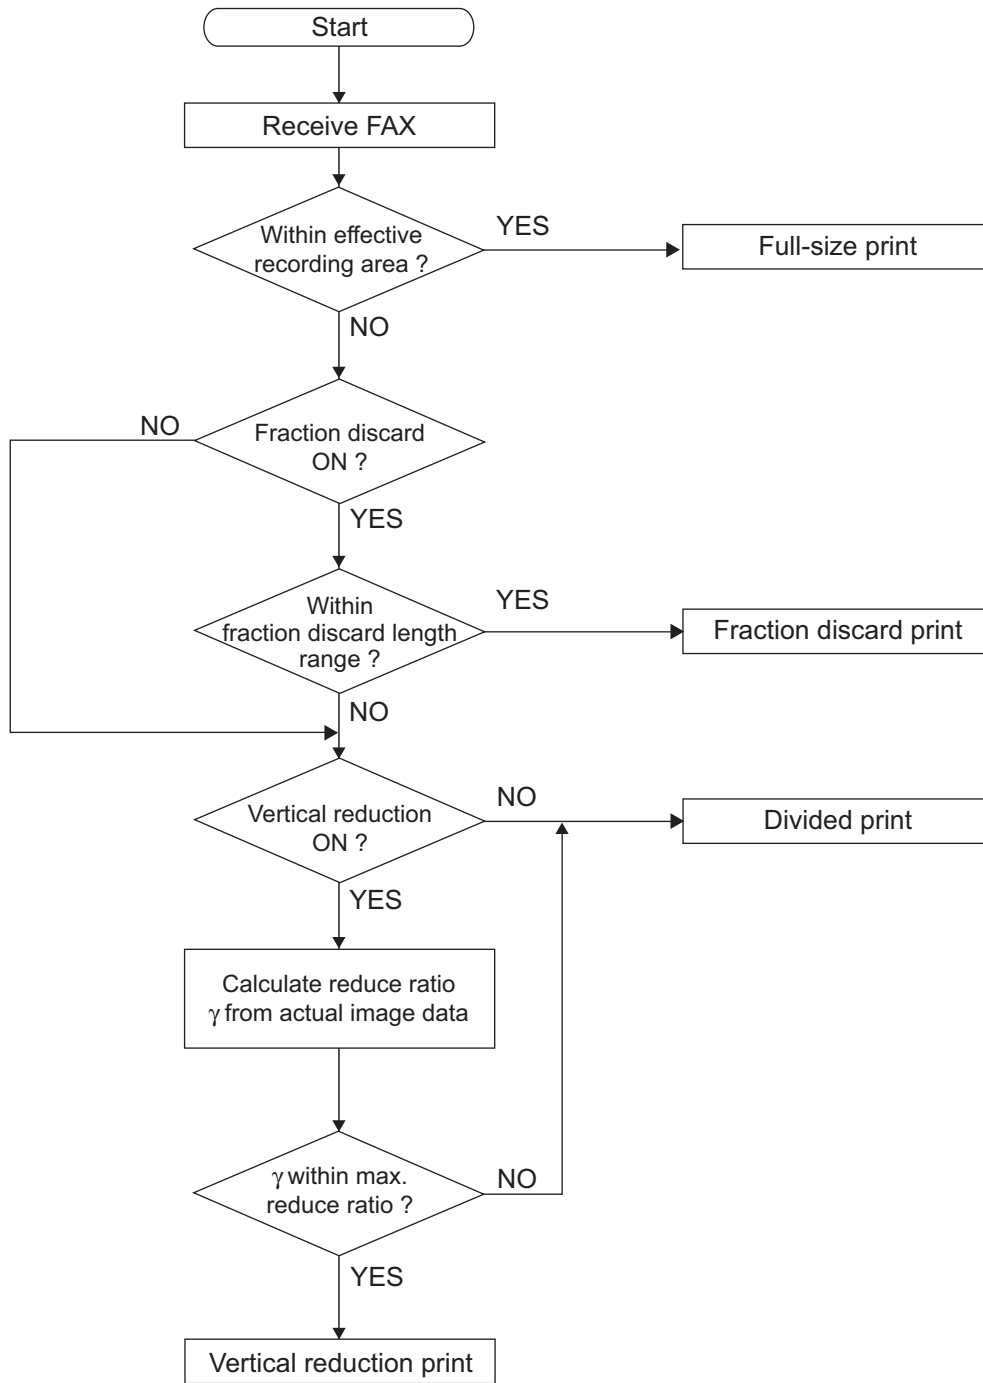 Start
Receive FAX
Within effective
recording area ?
YES
Full-size print
NO
NO
Fraction discard
ON ?
YES
Within
fraction discard length
range ?
YES
Fraction discard print
NO
Vertical reduction
ON ?
NO
Divided print
YES
Calculate reduce ratio
γ from actual image data
γ within max.
reduce ratio ?
NO
YES
Vertical reduction print